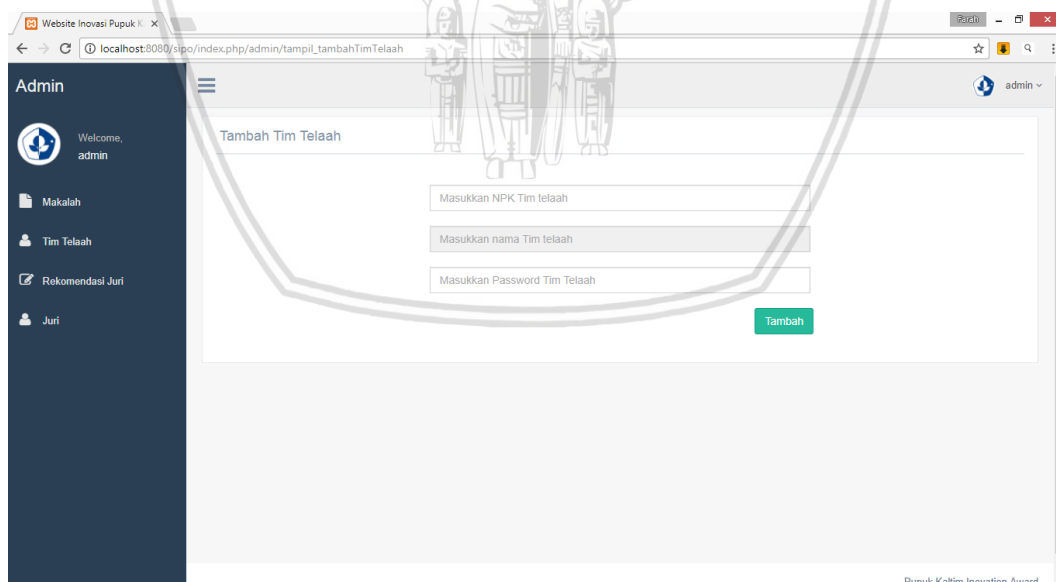 Website Inovasi Pupuk K
Farah
localhost:8080/sipo/index.php/admin/tampil_tambahTimTelaah
Admin
admin
Welcome,
admin
Makalah
Tim Telaah
Rekomendasi Juri
Juri
Tambah Tim Telaah
Masukkan NPK Tim telaah
Masukkan nama Tim telaah
Masukkan Password Tim Telaah
Tambah
Pupuk Kaltim Inovation Award